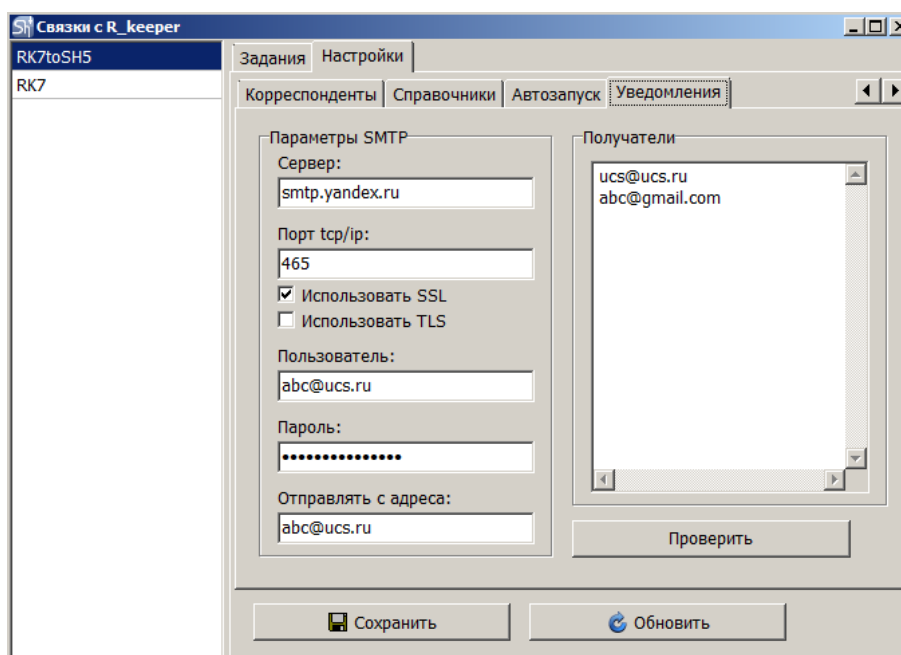 Sh Связки с R_keeper
RK7toSH5
RK7
Задания Настройки
Корреспонденты Справочники Автозапуск Уведомления
Параметры SMTP
Сервер:
smtp.yandex.ru
Порт tcp/ip:
465
Использовать SSL
Использовать TLS
Пользователь:
abc@ucs.ru
Пароль:
•••••••••••••••
Отправлять с адреса:
abc@ucs.ru
Получатели
ucs@ucs.ru
abc@gmail.com
Проверить
Сохранить Обновить